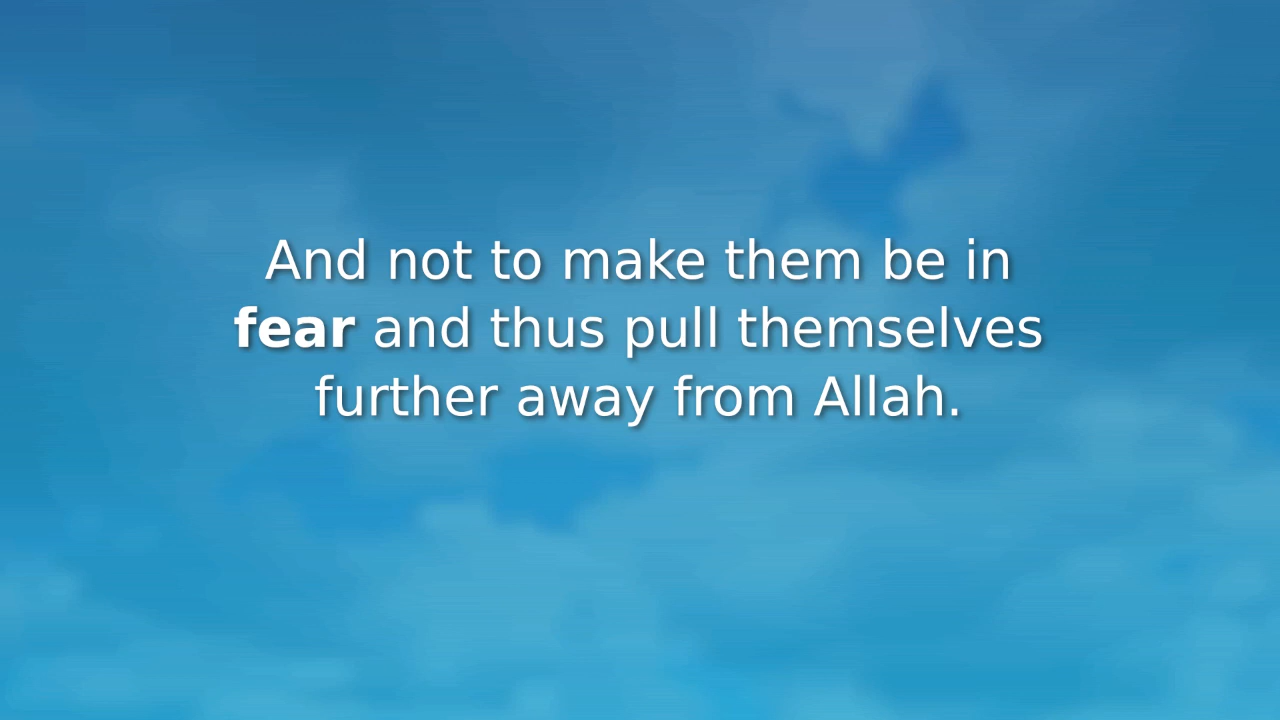 And not to make them be in
fear and thus pull themselves
further away from Allah.